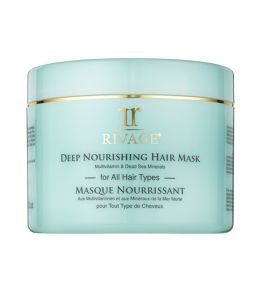 RIVAGE®
DEEP NOURISHING HAIR MASK
Multivitamin & Dead Sea Minerals
for All Hair Types
MASQUE NOURRISSANT
Aux Multivitamines et aux Minéraux de la Mer Morte
pour Tout Type de Cheveux